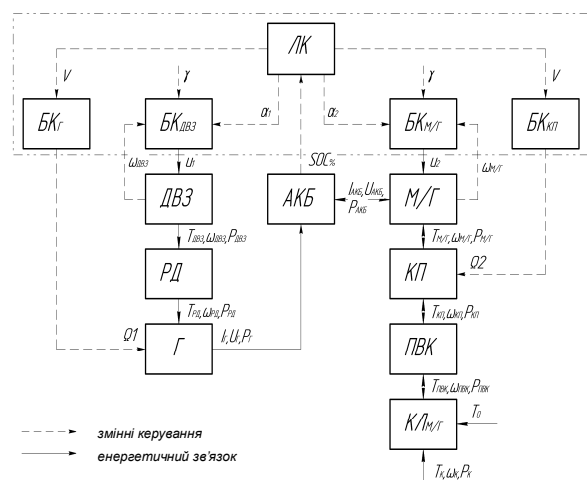 ЛК
V
γ
α₁
α₂
γ
V
БКГ
БКДВЗ
БКМ/Г
БККП
ωДВЗ
u₁
SOC%
u₂
ωМ/Г
ДВЗ
АКБ
IАКБ,UАКБ,
PАКБ
М/Г
TДВЗ,ωДВЗ,PДВЗ
TМ/Г,ωМ/Г,PМ/Г
РД
КП
Q2
TРД,ωРД,PРД
TКП,ωКП,PКП
Q1
Г
IГ,UГ,PГ
ПВК
TПВК,ωПВК,PПВК
КЛМ/Г
T₀
TК,ωК,PК
змінні керування
енергетичний зв'язок